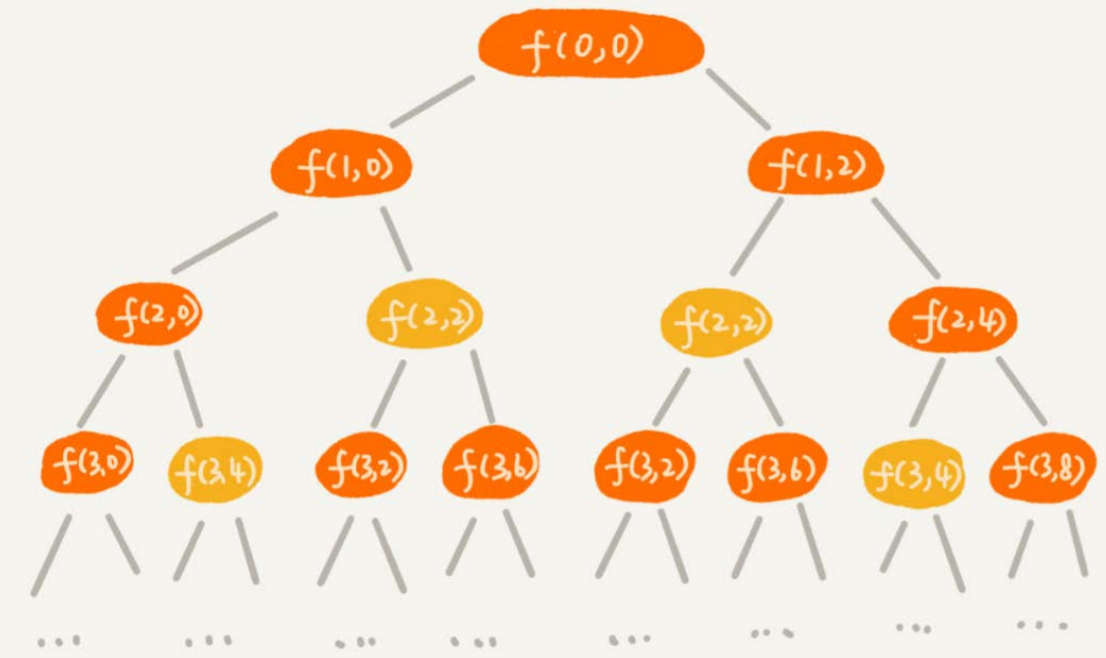 f(0,0)
f(1,0) f(1,2)
f(2,0) f(2,2) f(2,2) f(2,4)
f(3,0) f(3,4) f(3,2) f(3,6) f(3,2) f(3,6) f(3,4) f(3,8)
... ... ... ... ... ... ... ...